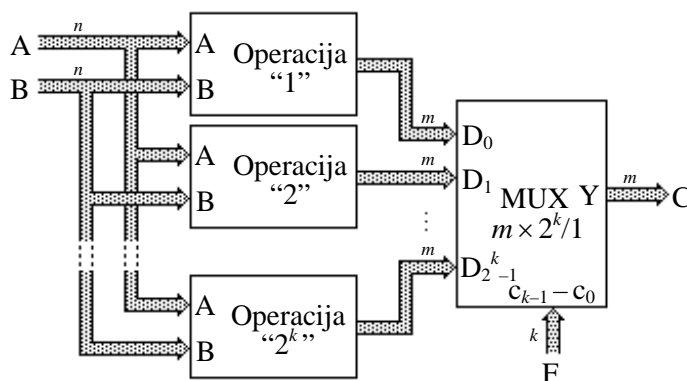 n
A
A
Operacija
“1”
n
B
B
m
D₀
A
Operacija
“2”
B
m
D₁
MUX
Y
m
C
m × 2ᵏ/1
⋮
m
D₂ᵏ₋₁
cₖ₋₁ – c₀
A
Operacija
“2ᵏ”
B
k
F